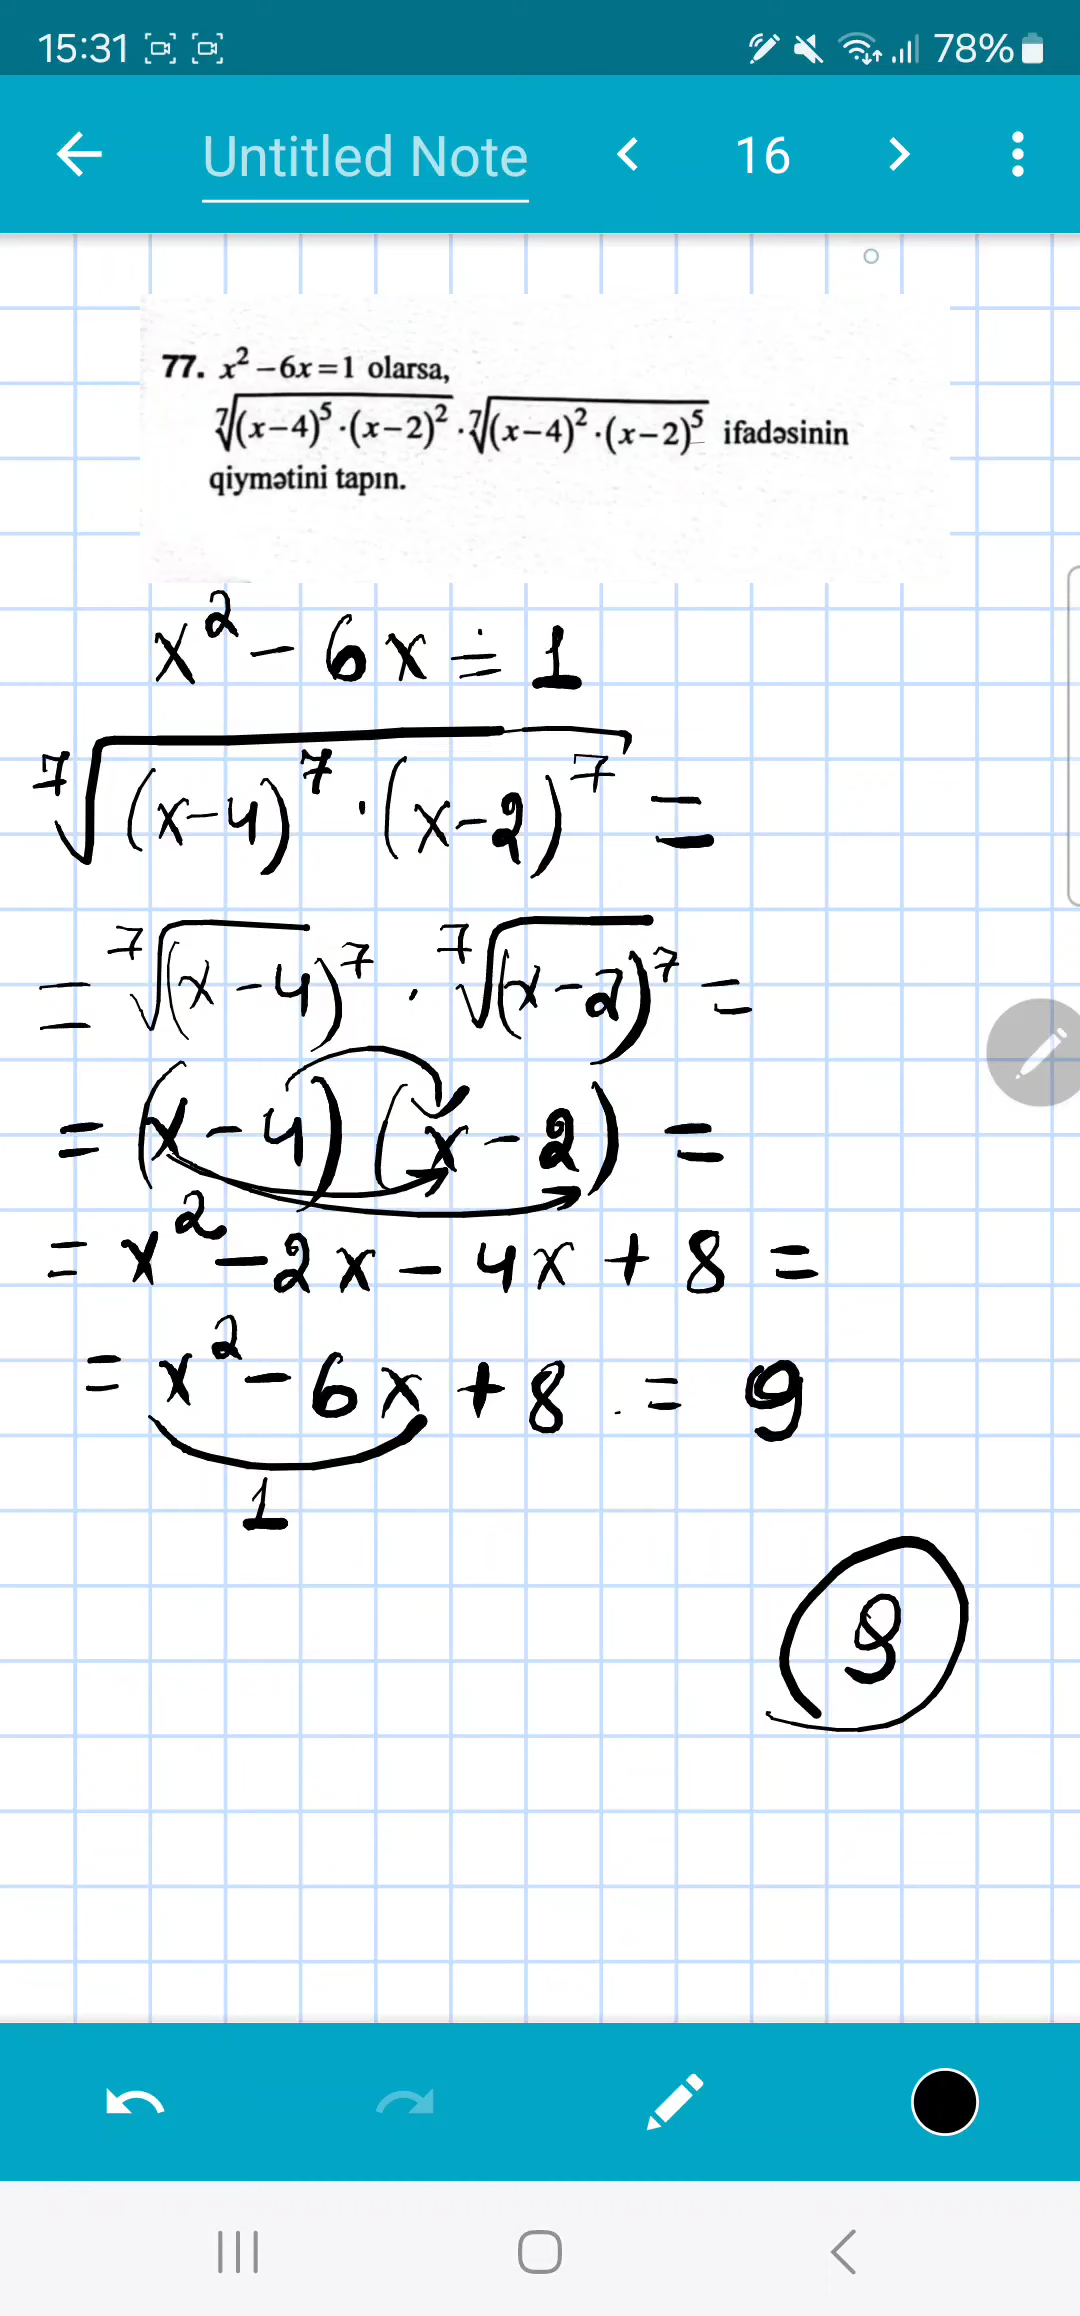 15:31 78%
Untitled Note 16
77. x² – 6x = 1 olarsa,
⁷√((x–4)⁵ · (x–2)²) · ⁷√((x–4)² · (x–2)⁵) ifadəsinin
qiymətini tapın.
x² – 6x = 1
⁷√((x-4)⁷ · (x-2)⁷) =
= ⁷√(x-4)⁷ · ⁷√(x-2)⁷ =
= (x-4)(x-2) =
= x² - 2x - 4x + 8 =
= x² - 6x + 8 = 9
1
9